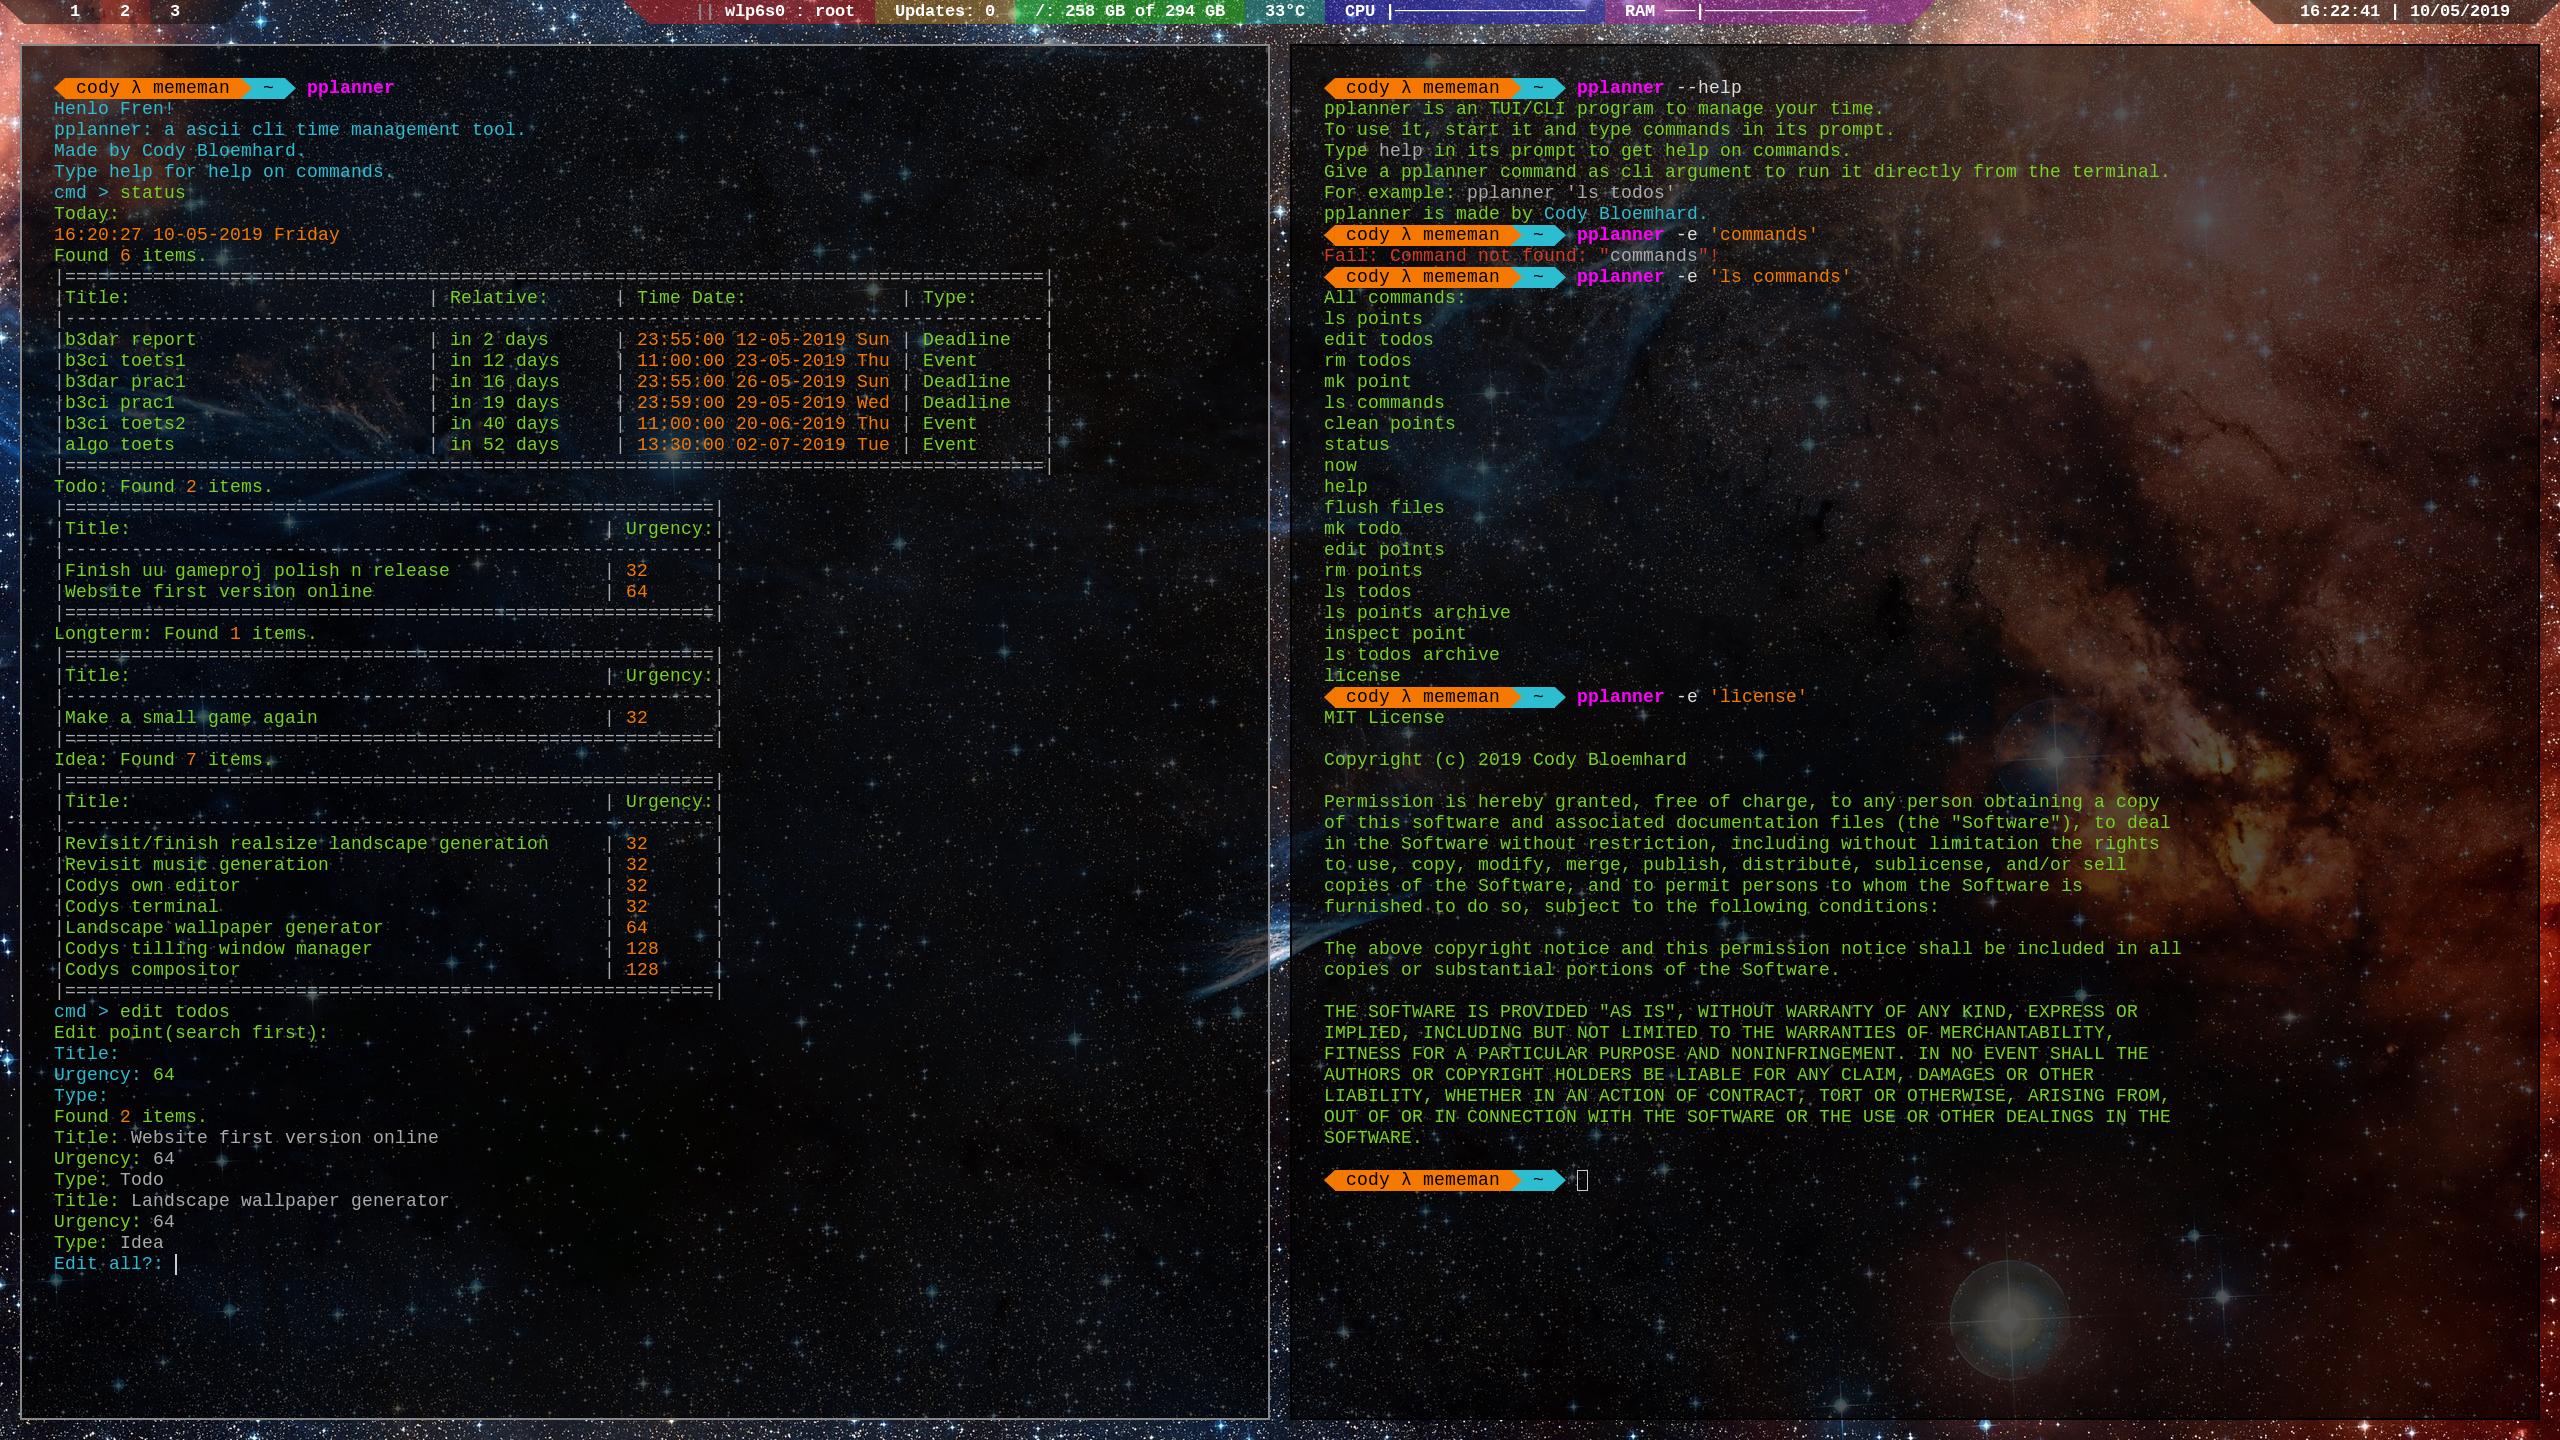 1 2 3
|| wlp6s0 : root Updates: 0 /: 258 GB of 294 GB 33°C CPU RAM
16:22:41 | 10/05/2019
cody λ mememan ~ pplanner
Henlo Fren!
pplanner: a ascii cli time management tool.
Made by Cody Bloemhard.
Type help for help on commands.
cmd > status
Today:
16:20:27 10-05-2019 Friday
Found 6 items.
|Title: | Relative: | Time Date: | Type: |
|b3dar report | in 2 days | 23:55:00 12-05-2019 Sun | Deadline |
|b3ci toets1 | in 12 days | 11:00:00 23-05-2019 Thu | Event |
|b3dar prac1 | in 16 days | 23:55:00 26-05-2019 Sun | Deadline |
|b3ci prac1 | in 19 days | 23:59:00 29-05-2019 Wed | Deadline |
|b3ci toets2 | in 40 days | 11:00:00 20-06-2019 Thu | Event |
|algo toets | in 52 days | 13:30:00 02-07-2019 Tue | Event |
Todo: Found 2 items.
|Title: | Urgency:|
|Finish uu gameproj polish n release | 32 |
|Website first version online | 64 |
Longterm: Found 1 items.
|Title: | Urgency:|
|Make a small game again | 32 |
Idea: Found 7 items.
|Title: | Urgency:|
|Revisit/finish realsize landscape generation | 32 |
|Revisit music generation | 32 |
|Codys own editor | 32 |
|Codys terminal | 32 |
|Landscape wallpaper generator | 64 |
|Codys tilling window manager | 128 |
|Codys compositor | 128 |
cmd > edit todos
Edit point(search first):
Title:
Urgency: 64
Type:
Found 2 items.
Title: Website first version online
Urgency: 64
Type: Todo
Title: Landscape wallpaper generator
Urgency: 64
Type: Idea
Edit all?:
cody λ mememan ~ pplanner --help
pplanner is an TUI/CLI program to manage your time.
To use it, start it and type commands in its prompt.
Type help in its prompt to get help on commands.
Give a pplanner command as cli argument to run it directly from the terminal.
For example: pplanner 'ls todos'
pplanner is made by Cody Bloemhard.
cody λ mememan ~ pplanner -e 'commands'
Fail: Command not found: "commands"!
cody λ mememan ~ pplanner -e 'ls commands'
All commands:
ls points
edit todos
rm todos
mk point
ls commands
clean points
status
now
help
flush files
mk todo
edit points
rm points
ls todos
ls points archive
inspect point
ls todos archive
license
cody λ mememan ~ pplanner -e 'license'
MIT License
Copyright (c) 2019 Cody Bloemhard
Permission is hereby granted, free of charge, to any person obtaining a copy
of this software and associated documentation files (the "Software"), to deal
in the Software without restriction, including without limitation the rights
to use, copy, modify, merge, publish, distribute, sublicense, and/or sell
copies of the Software, and to permit persons to whom the Software is
furnished to do so, subject to the following conditions:
The above copyright notice and this permission notice shall be included in all
copies or substantial portions of the Software.
THE SOFTWARE IS PROVIDED "AS IS", WITHOUT WARRANTY OF ANY KIND, EXPRESS OR
IMPLIED, INCLUDING BUT NOT LIMITED TO THE WARRANTIES OF MERCHANTABILITY,
FITNESS FOR A PARTICULAR PURPOSE AND NONINFRINGEMENT. IN NO EVENT SHALL THE
AUTHORS OR COPYRIGHT HOLDERS BE LIABLE FOR ANY CLAIM, DAMAGES OR OTHER
LIABILITY, WHETHER IN AN ACTION OF CONTRACT, TORT OR OTHERWISE, ARISING FROM,
OUT OF OR IN CONNECTION WITH THE SOFTWARE OR THE USE OR OTHER DEALINGS IN THE
SOFTWARE.
cody λ mememan ~